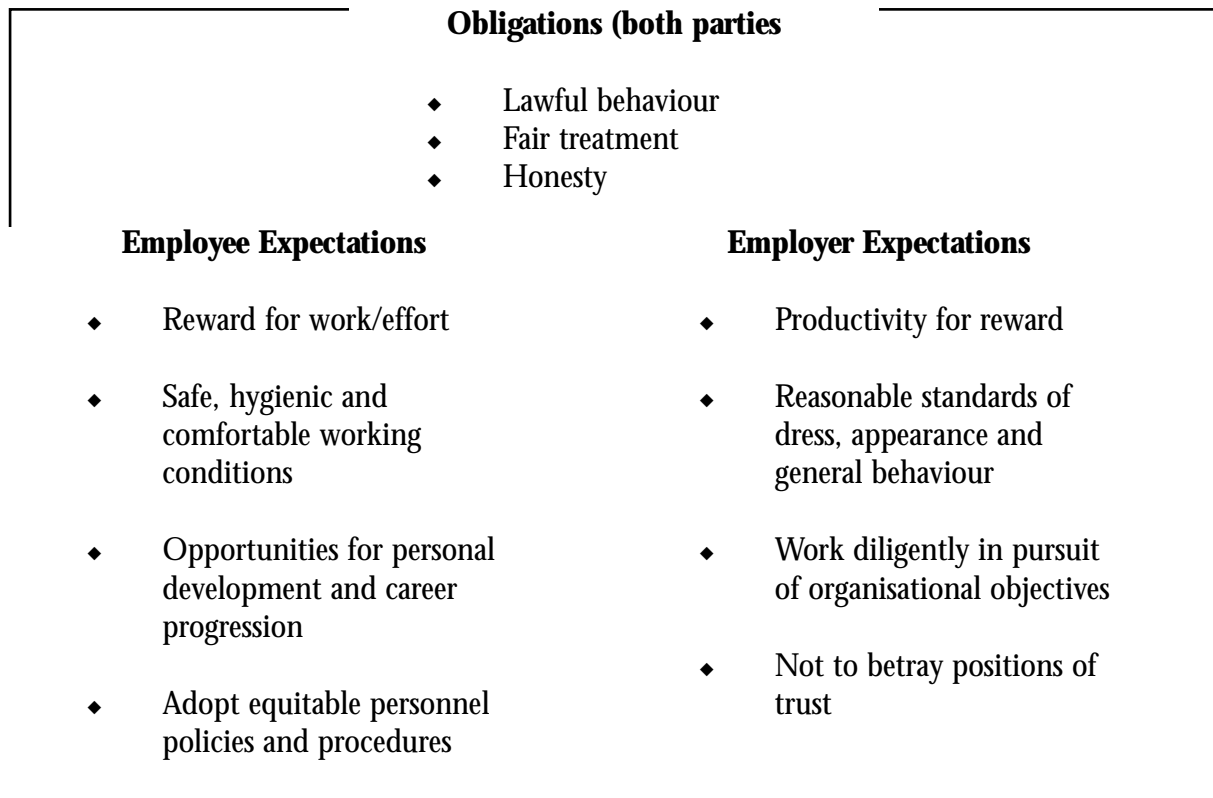 Obligations (both parties
◆ Lawful behaviour
◆ Fair treatment
◆ Honesty
Employee Expectations
◆ Reward for work/effort
◆ Safe, hygienic and
comfortable working
conditions
◆ Opportunities for personal
development and career
progression
◆ Adopt equitable personnel
policies and procedures
Employer Expectations
◆ Productivity for reward
◆ Reasonable standards of
dress, appearance and
general behaviour
◆ Work diligently in pursuit
of organisational objectives
◆ Not to betray positions of
trust